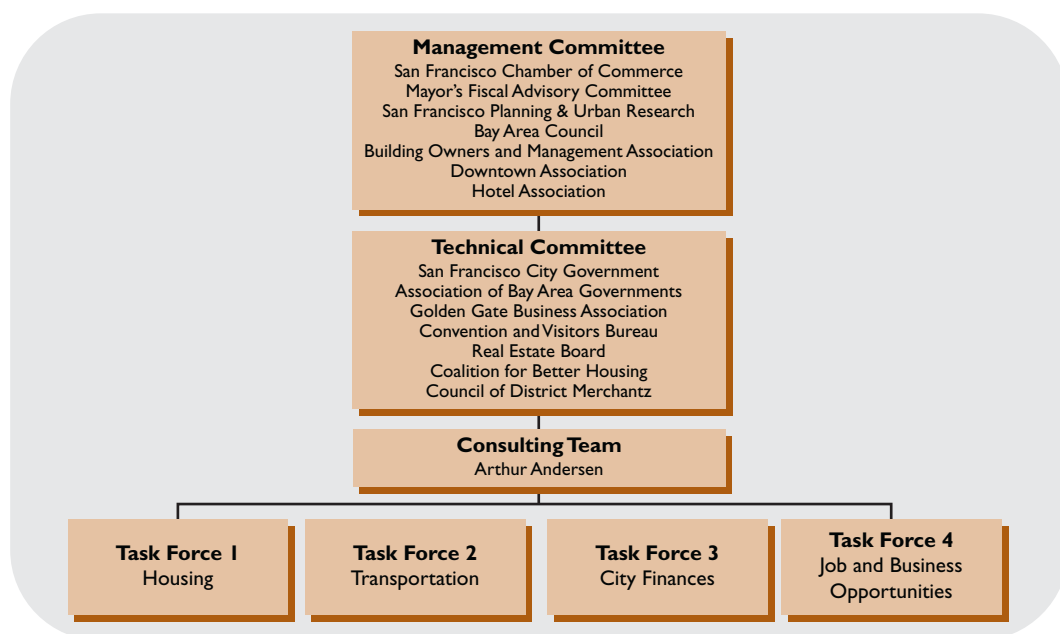 Management Committee
San Francisco Chamber of Commerce
Mayor's Fiscal Advisory Committee
San Francisco Planning & Urban Research
Bay Area Council
Building Owners and Management Association
Downtown Association
Hotel Association
Technical Committee
San Francisco City Government
Association of Bay Area Governments
Golden Gate Business Association
Convention and Visitors Bureau
Real Estate Board
Coalition for Better Housing
Council of District Merchantz
Consulting Team
Arthur Andersen
Task Force 1
Housing
Task Force 2
Transportation
Task Force 3
City Finances
Task Force 4
Job and Business
Opportunities